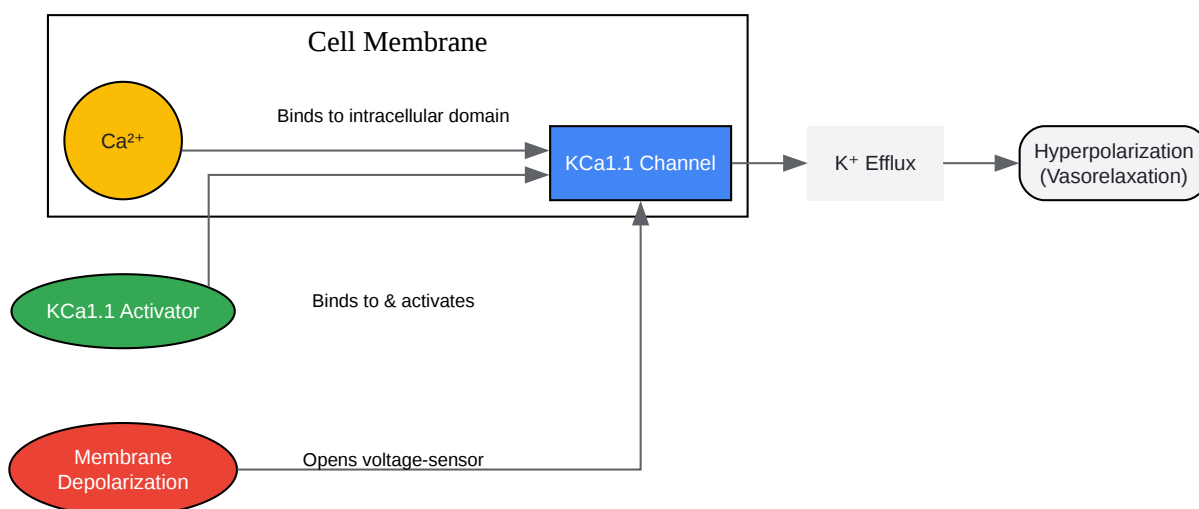 Cell Membrane
Ca²⁺
Binds to intracellular domain
KCa1.1 Channel
K⁺ Efflux
Hyperpolarization
(Vasorelaxation)
KCa1.1 Activator
Binds to & activates
Membrane
Depolarization
Opens voltage-sensor